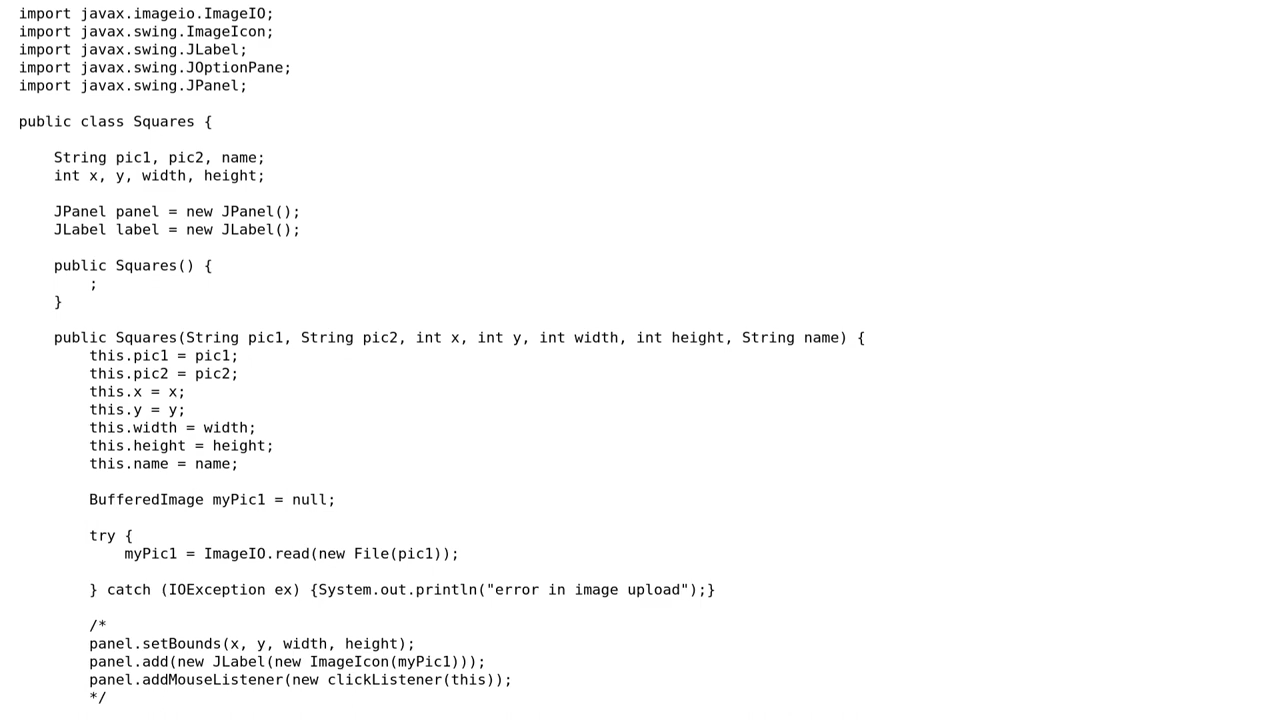 import javax.imageio.ImageIO;
import javax.swing.ImageIcon;
import javax.swing.JLabel;
import javax.swing.JOptionPane;
import javax.swing.JPanel;

public class Squares {

    String pic1, pic2, name;
    int x, y, width, height;

    JPanel panel = new JPanel();
    JLabel label = new JLabel();

    public Squares() {
        ;
    }

    public Squares(String pic1, String pic2, int x, int y, int width, int height, String name) {
        this.pic1 = pic1;
        this.pic2 = pic2;
        this.x = x;
        this.y = y;
        this.width = width;
        this.height = height;
        this.name = name;

        BufferedImage myPic1 = null;

        try {
            myPic1 = ImageIO.read(new File(pic1));

        } catch (IOException ex) {System.out.println("error in image upload");}

        /*
        panel.setBounds(x, y, width, height);
        panel.add(new JLabel(new ImageIcon(myPic1)));
        panel.addMouseListener(new clickListener(this));
        */